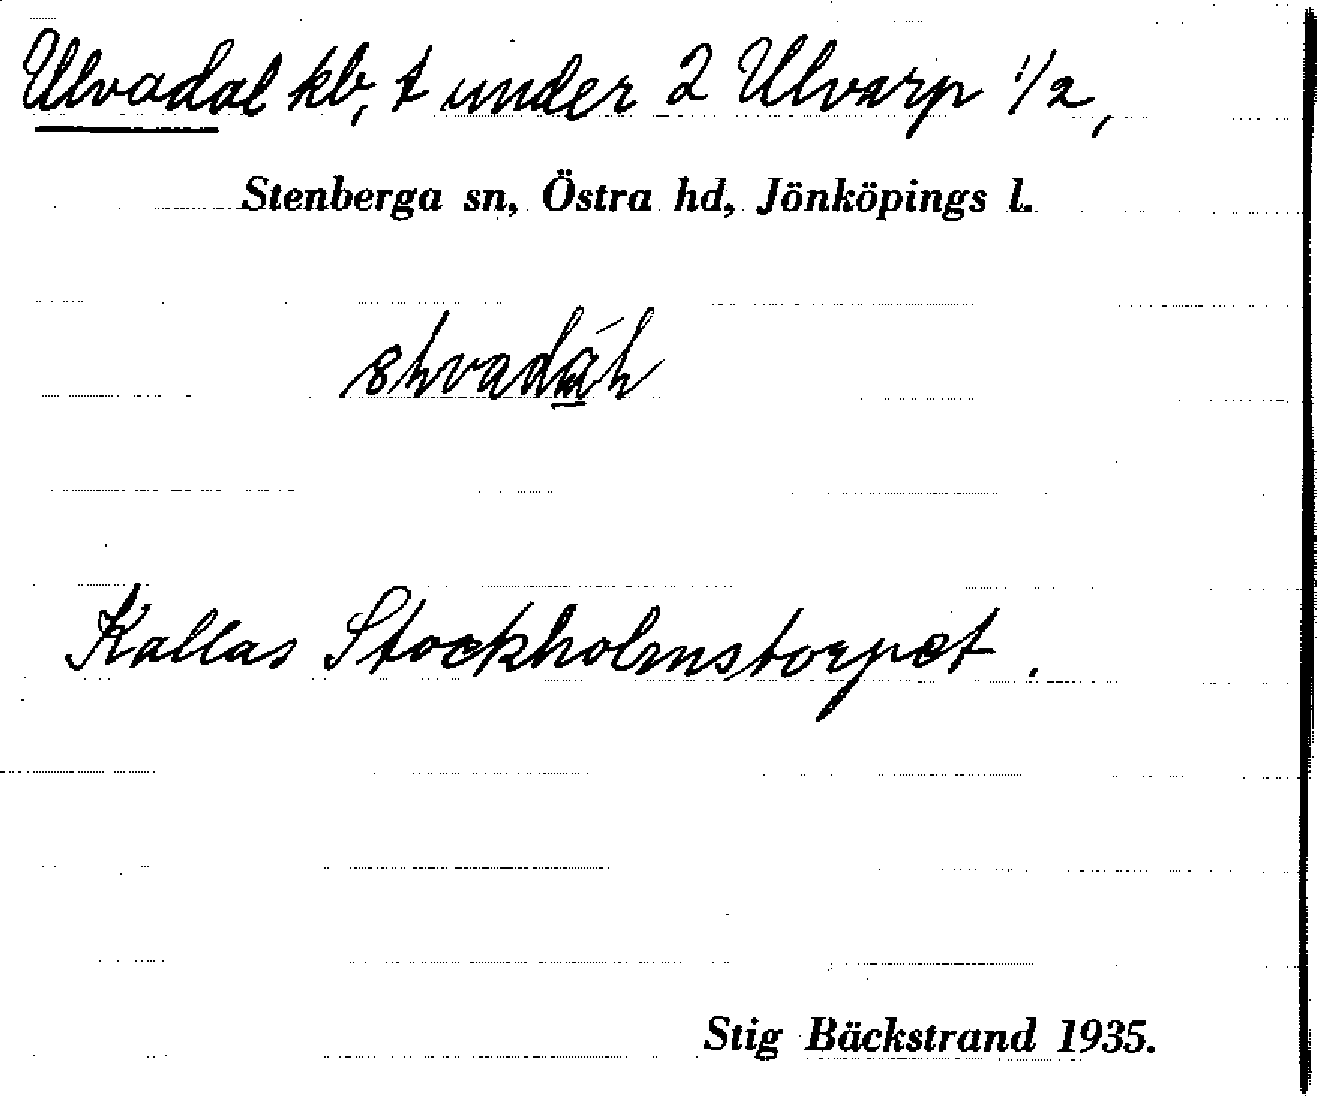 Ulvadal kb, t under 2 Ulvarp 1/2,
Stenberga sn, Östra hd, Jönköpings l.
Kallas Stockholmstorpet.
Stig Bäckstrand 1935.